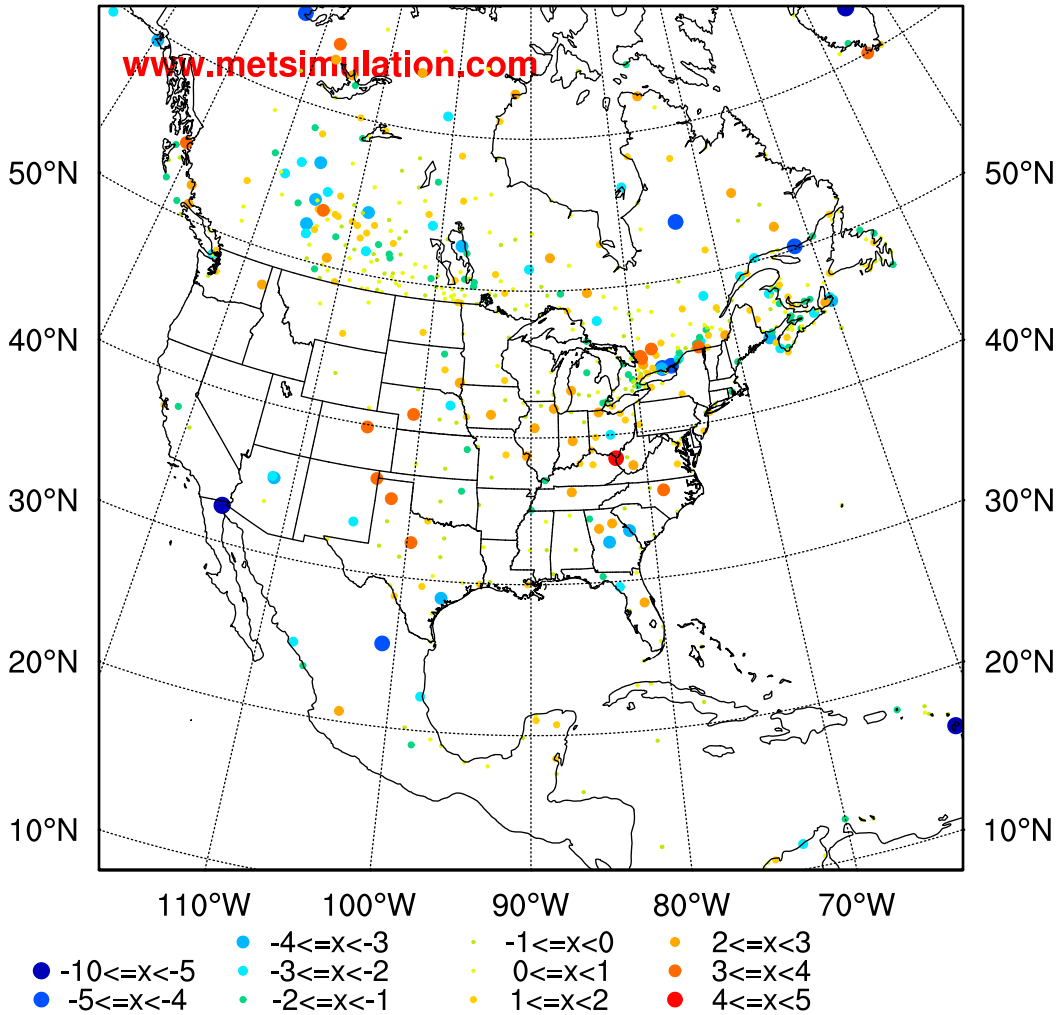 www.metsimulation.com
50°N 50°N
40°N 40°N
30°N 30°N
20°N 20°N
10°N 10°N
110°W 100°W 90°W 80°W 70°W
-4<=x<-3 -1<=x<0 2<=x<3
-10<=x<-5 -3<=x<-2 0<=x<1 3<=x<4
-5<=x<-4 -2<=x<-1 1<=x<2 4<=x<5